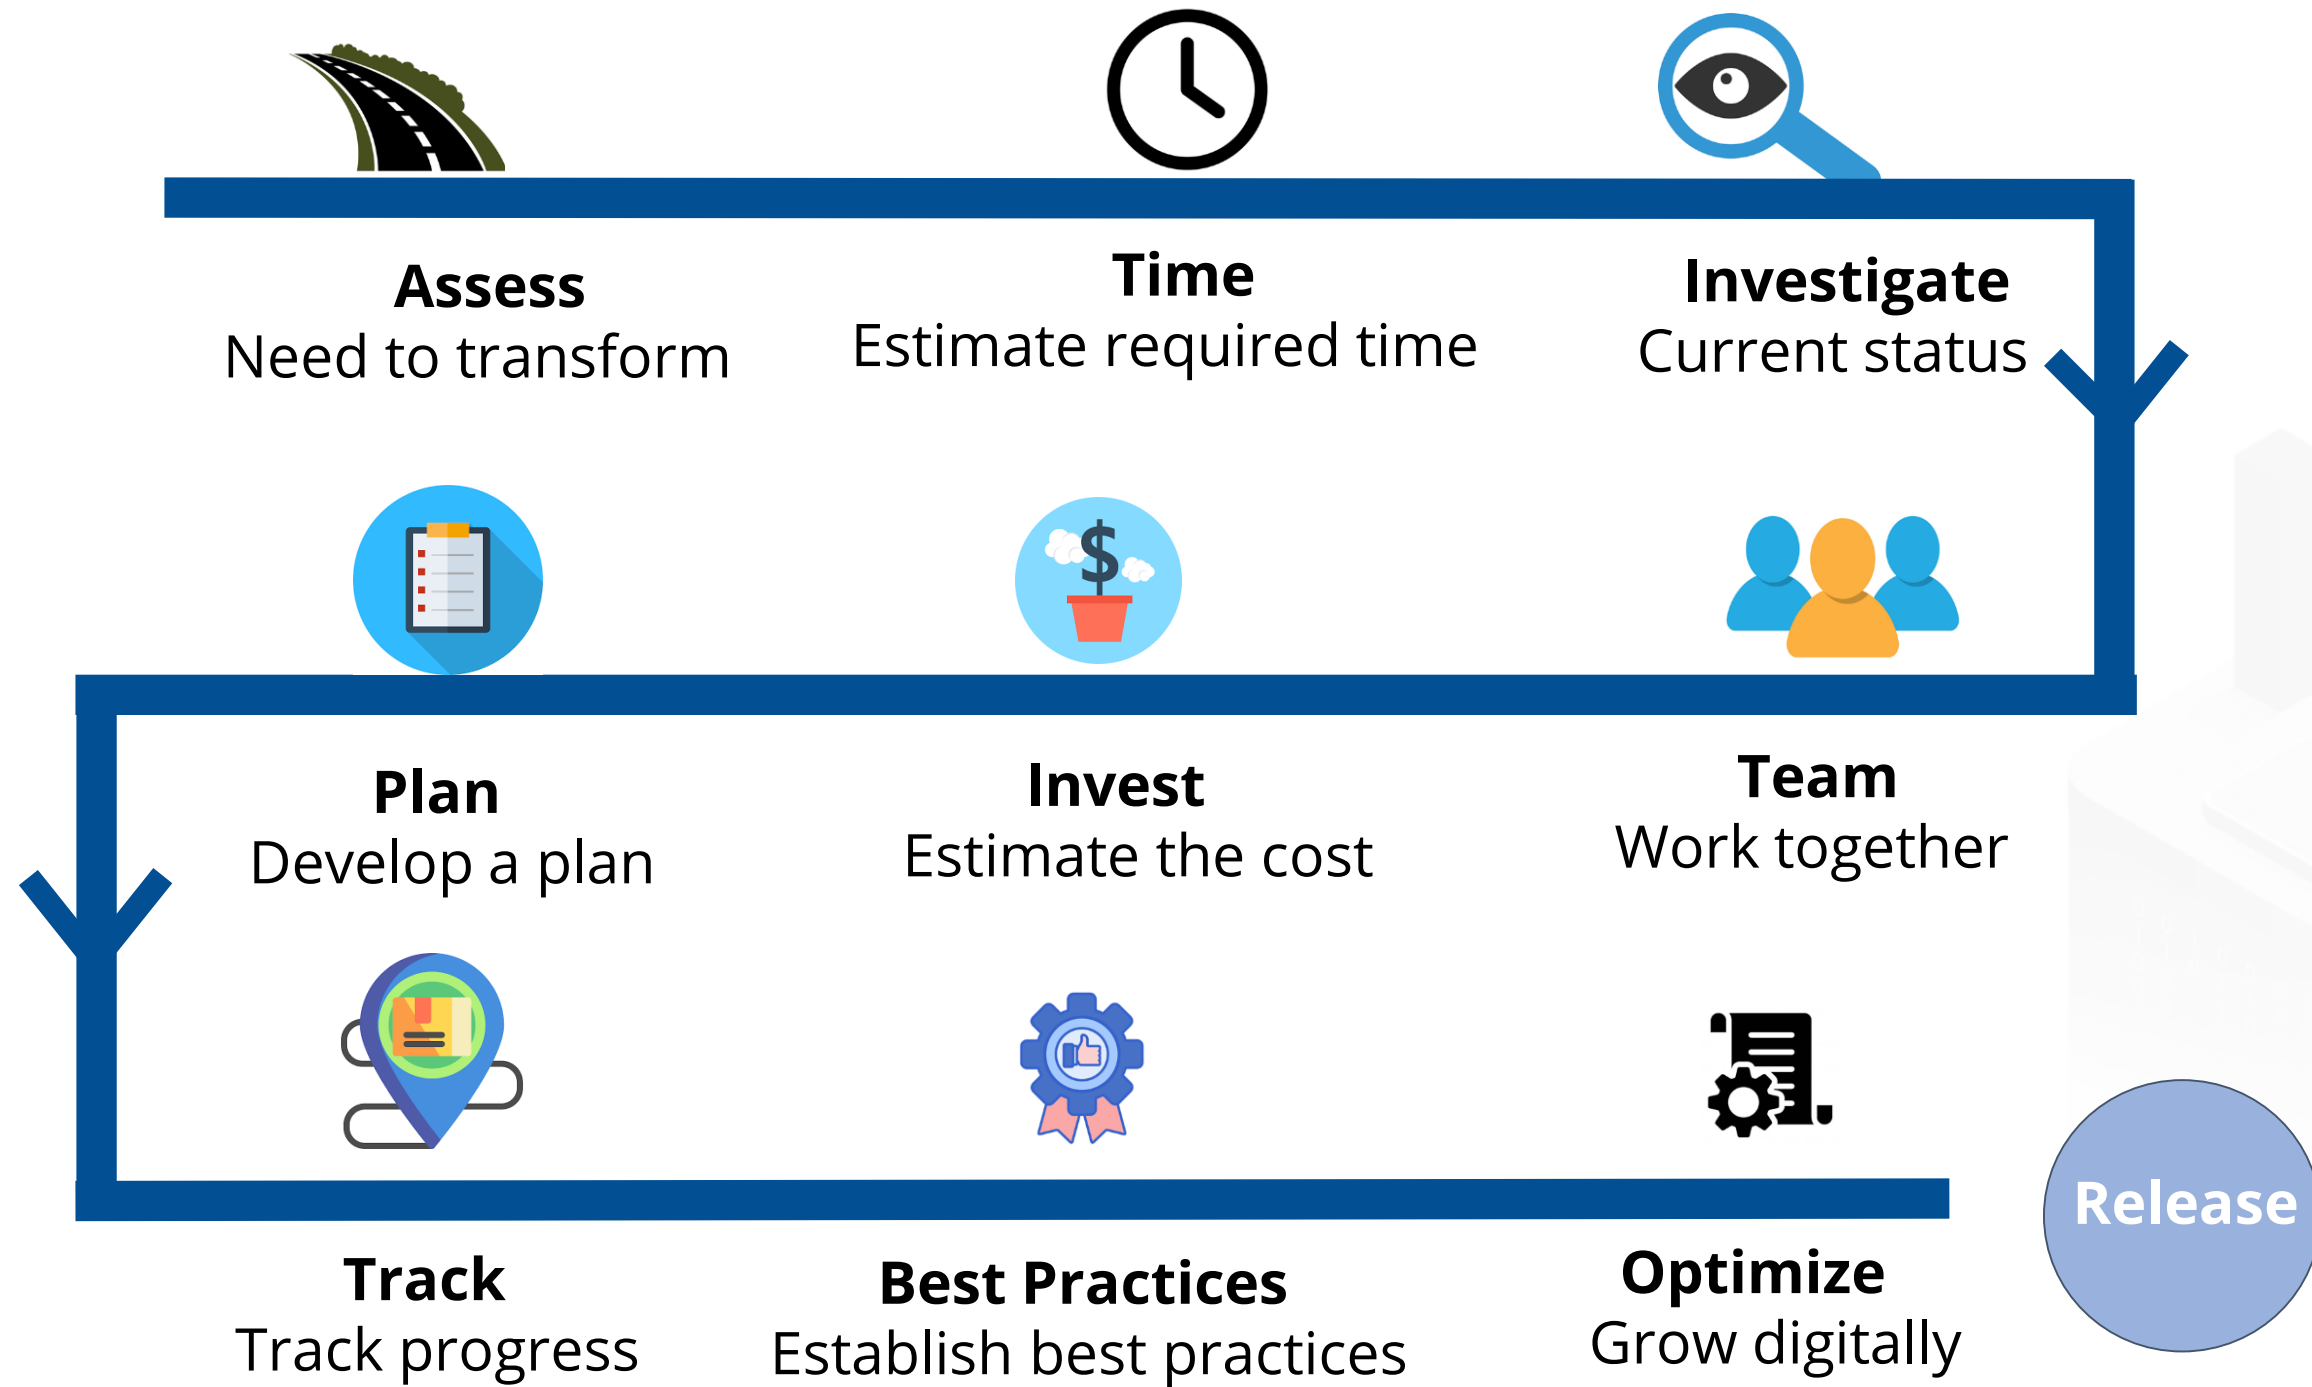 Assess
Need to transform
Time
Estimate required time
Investigate
Current status
$
Plan
Develop a plan
Invest
Estimate the cost
Team
Work together
Track
Track progress
Best Practices
Establish best practices
Optimize
Grow digitally
Release